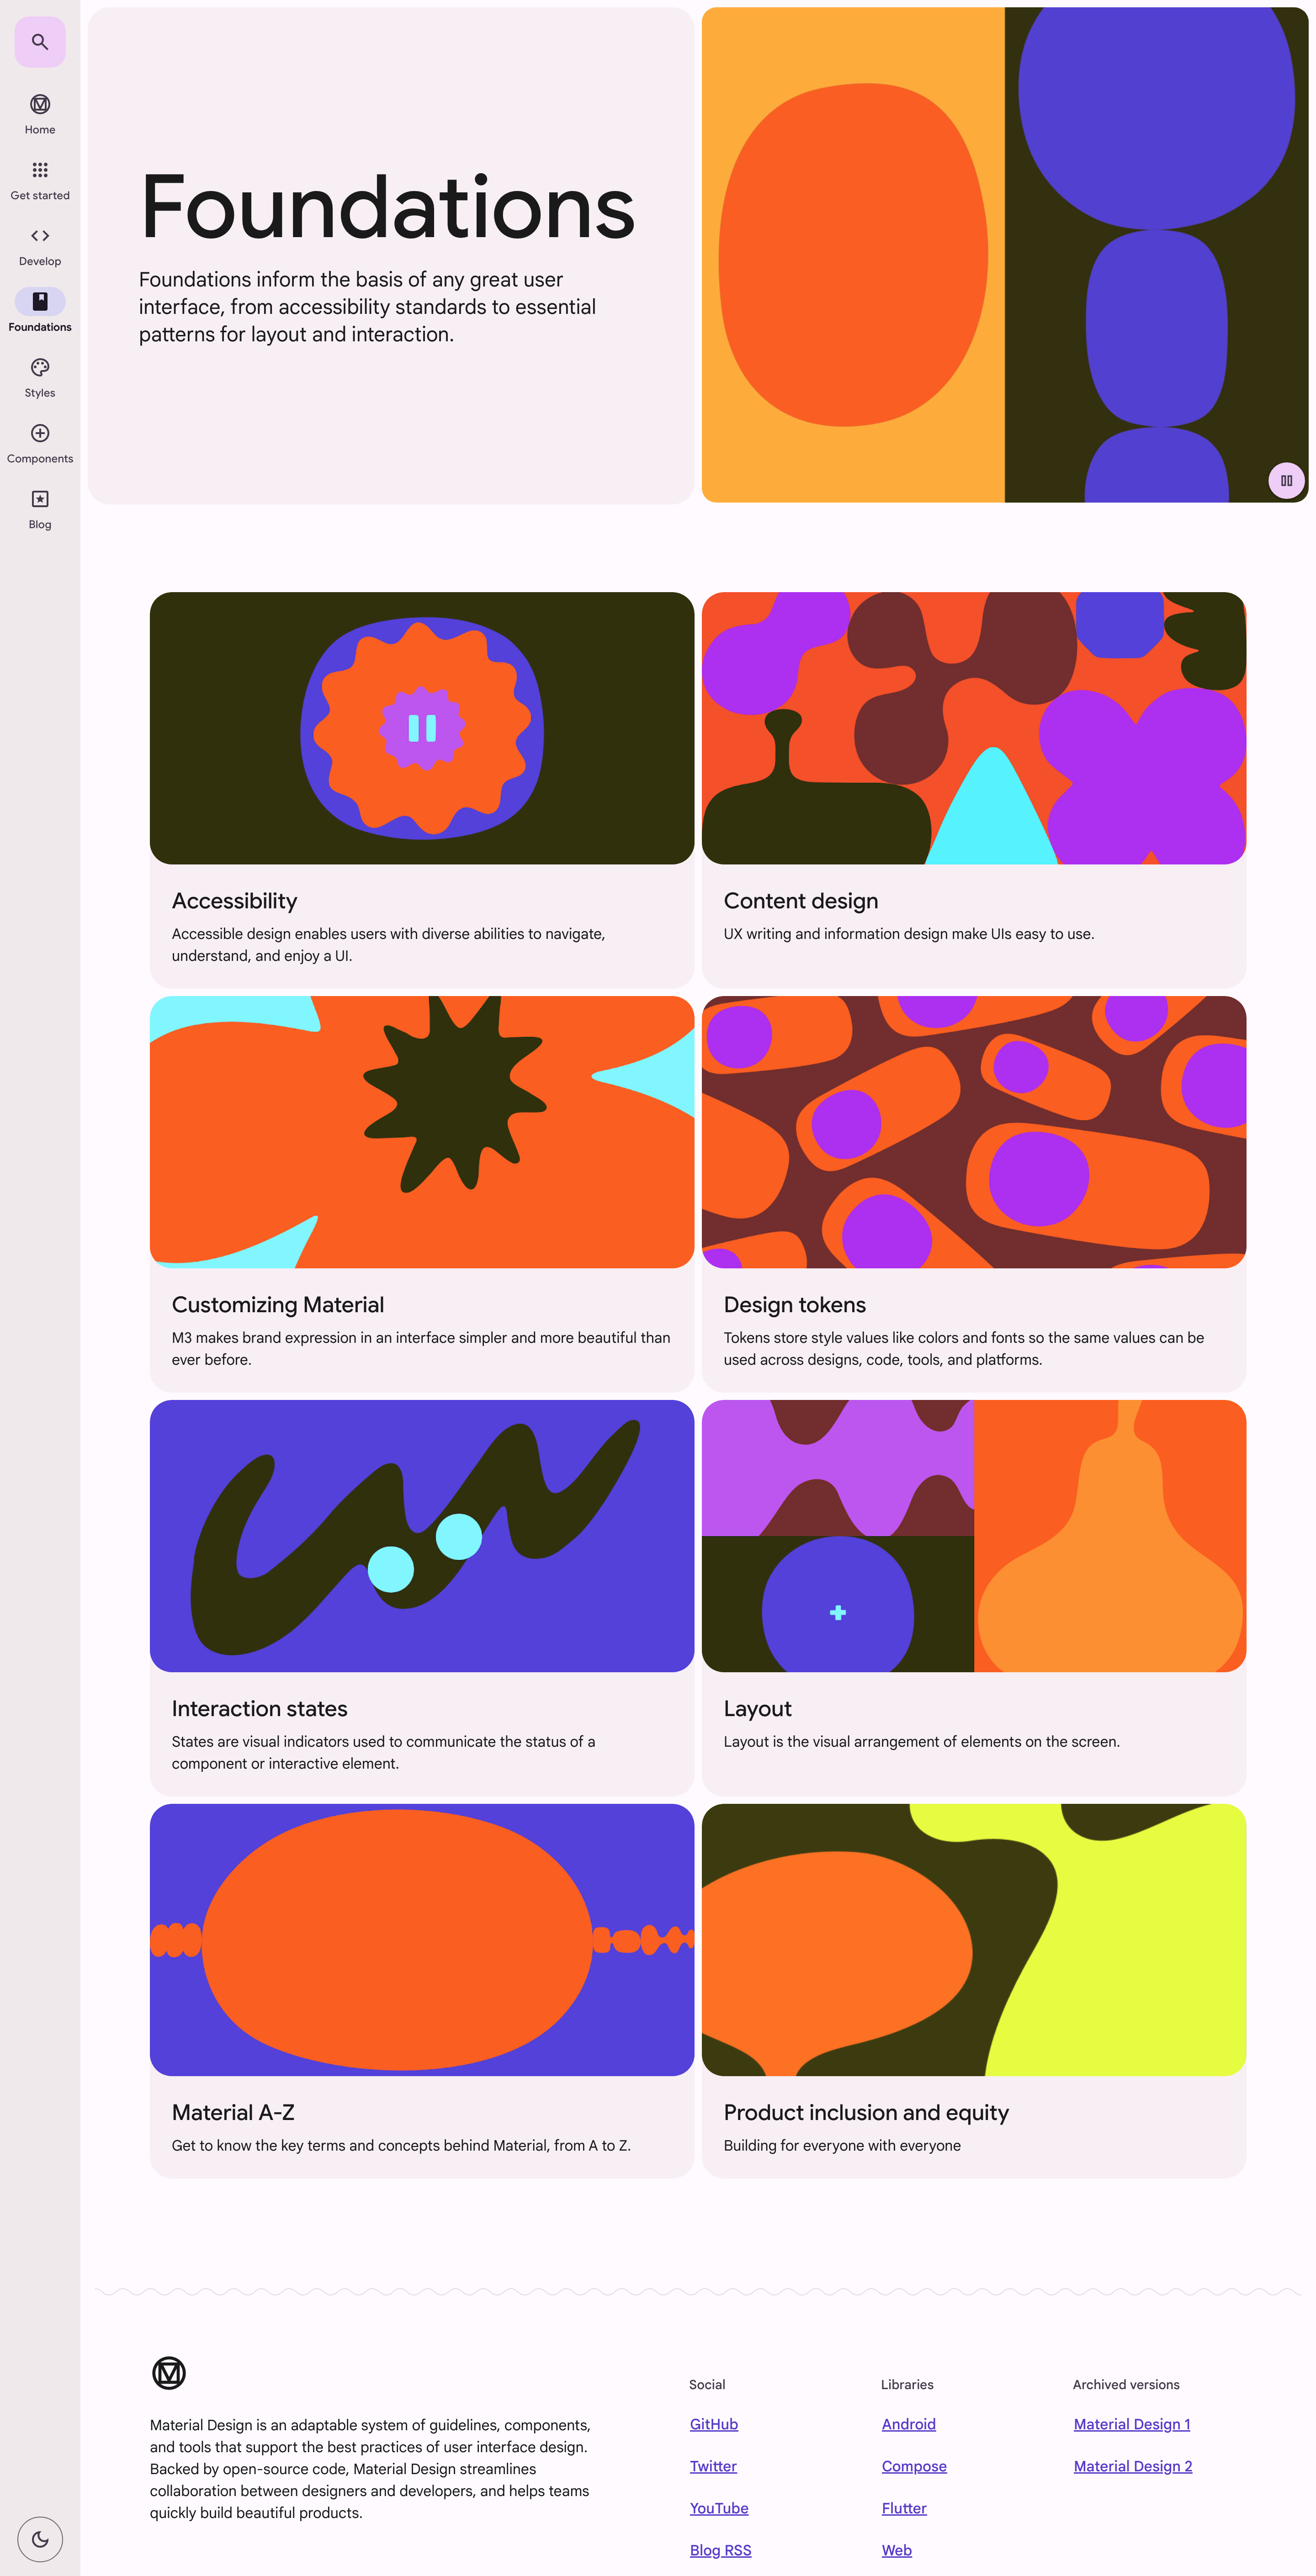 Home
Get started
Develop
Foundations
Styles
Components
Blog
Foundations
Foundations inform the basis of any great user
interface, from accessibility standards to essential
patterns for layout and interaction.
Accessibility
Accessible design enables users with diverse abilities to navigate,
understand, and enjoy a UI.
Content design
UX writing and information design make UIs easy to use.
Customizing Material
M3 makes brand expression in an interface simpler and more beautiful than
ever before.
Design tokens
Tokens store style values like colors and fonts so the same values can be
used across designs, code, tools, and platforms.
Interaction states
States are visual indicators used to communicate the status of a
component or interactive element.
Layout
Layout is the visual arrangement of elements on the screen.
Material A-Z
Get to know the key terms and concepts behind Material, from A to Z.
Product inclusion and equity
Building for everyone with everyone
Material Design is an adaptable system of guidelines, components,
and tools that support the best practices of user interface design.
Backed by open-source code, Material Design streamlines
collaboration between designers and developers, and helps teams
quickly build beautiful products.
Social
GitHub
Twitter
YouTube
Blog RSS
Libraries
Android
Compose
Flutter
Web
Archived versions
Material Design 1
Material Design 2